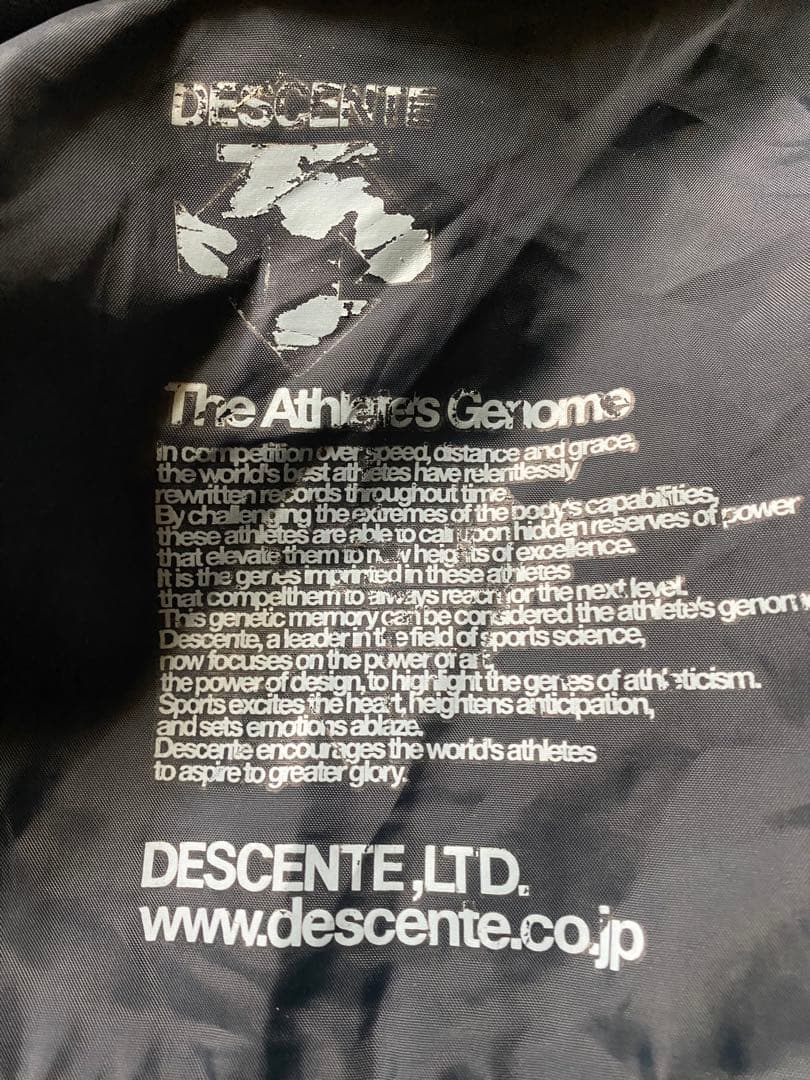 DESCENTE
The Athlete's Genome
in competition over speed, distance and grace,
the world's best athletes have relentlessly
rewritten records throughout time.
By challenging the extremes of the body's capabilities,
these athletes are able to call upon hidden reserves of power
that elevate them to new heights of excellence.
It is the genes imprinted in these athletes
that compelthem to always reach for the next level.
This genetic memory can be considered the athlete's genome
Descente, a leader in the field of sports science,
now focuses on the power of art,
the power of design, to highlight the genes of athleticism.
Sports excites the heart, heightens anticipation,
and sets emotions ablaze.
Descente encourages the world's athletes
to aspire to greater glory.
DESCENTE,LTD.
www.descente.co.jp